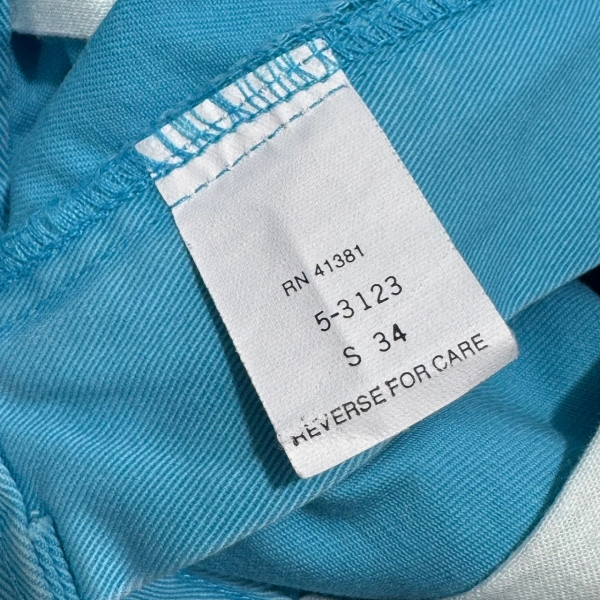 RN 41381
5-3123
S 34
REVERSE FOR CARE